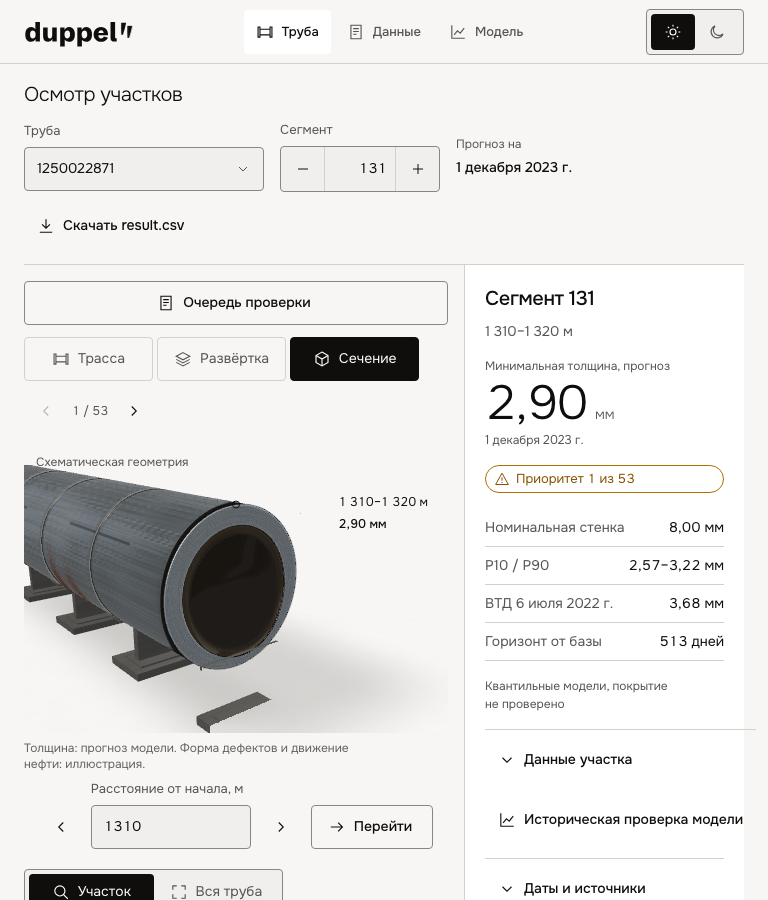 duppel
Труба
Данные
Модель
Осмотр участков
Труба
Сегмент
Прогноз на
1250022871
131
1 декабря 2023 г.
Скачать result.csv
Очередь проверки
Трасса
Развёртка
Сечение
1 / 53
Схематическая геометрия
1 310–1 320 м
2,90 мм
Толщина: прогноз модели. Форма дефектов и движение
нефти: иллюстрация.
Расстояние от начала, м
1310
Перейти
Участок
Вся труба
Сегмент 131
1 310–1 320 м
Минимальная толщина, прогноз
2,90 мм
1 декабря 2023 г.
Приоритет 1 из 53
Номинальная стенка 8,00 мм
P10 / P90 2,57–3,22 мм
ВТД 6 июля 2022 г. 3,68 мм
Горизонт от базы 513 дней
Квантильные модели, покрытие
не проверено
Данные участка
Историческая проверка модели
Даты и источники